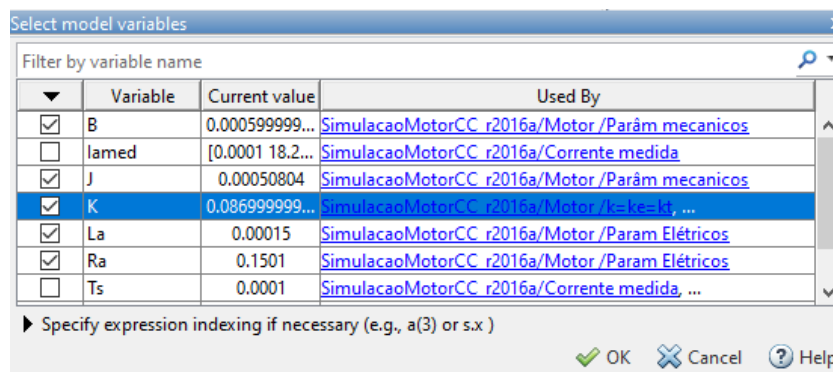 Select model variables
Filter by variable name
Variable Current value Used By
B 0.000599999... SimulacaoMotorCC_r2016a/Motor /Parâm mecanicos
Iamed [0.0001 18.2... SimulacaoMotorCC_r2016a/Corrente medida
J 0.00050804 SimulacaoMotorCC_r2016a/Motor /Parâm mecanicos
K 0.086999999... SimulacaoMotorCC_r2016a/Motor /k=ke=kt, ...
La 0.00015 SimulacaoMotorCC_r2016a/Motor /Param Elétricos
Ra 0.1501 SimulacaoMotorCC_r2016a/Motor /Param Elétricos
Ts 0.0001 SimulacaoMotorCC_r2016a/Corrente medida, ...
Specify expression indexing if necessary (e.g., a(3) or s.x )
OK Cancel Help